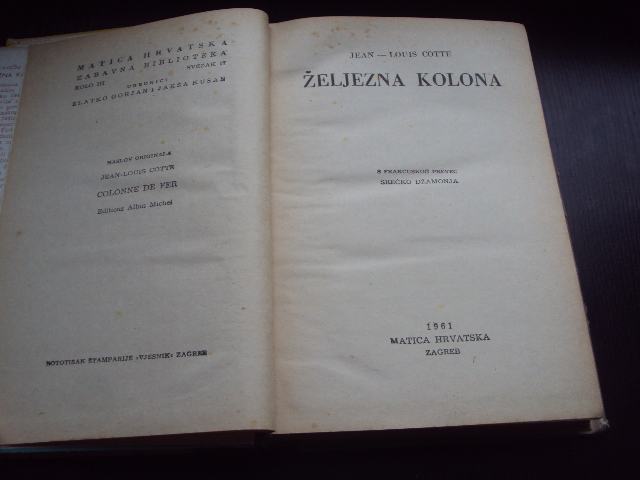 MATICA HRVATSKA
ZABAVNA BIBLIOTEKA
KOLO III SVEZAK 17
UREDNICI
ZLATKO GORJAN I JAKŠA KUŠAN
NASLOV ORIGINALA
JEAN-LOUIS COTTE
COLONNE DE FER
Editions Albin Michel
ROTOTISAK ŠTAMPARIJE »VJESNIK« ZAGREB
JEAN — LOUIS COTTE
ŽELJEZNA KOLONA
S FRANCUSKOG PREVEO
SREĆKO DŽAMONJA
1961
MATICA HRVATSKA
ZAGREB